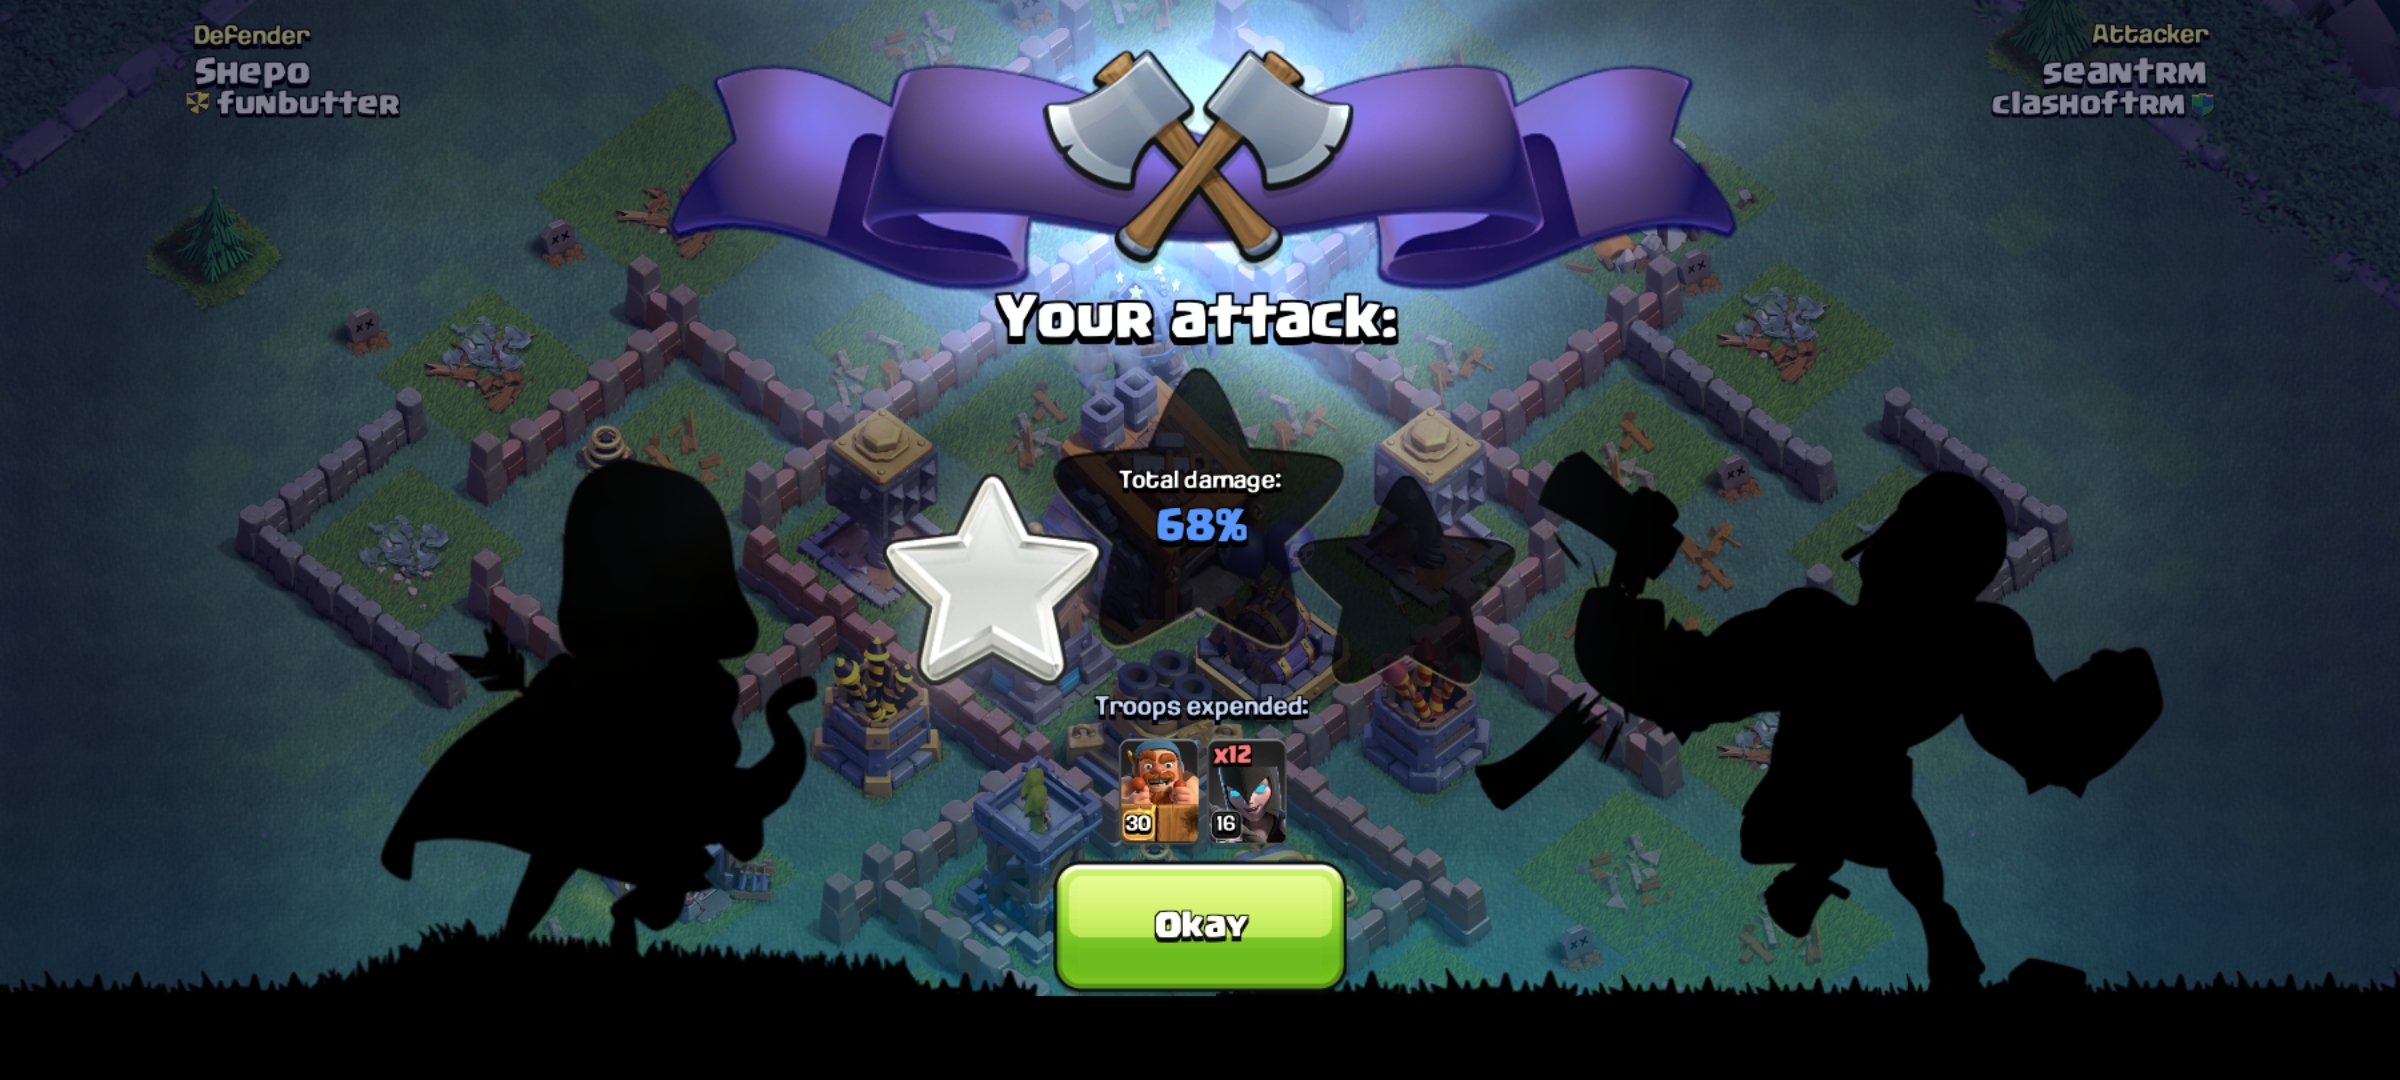 Defender
Shepo
funbutter
Attacker
seantrm
clashoftrm
Your attack:
Total damage:
68%
Troops expended:
x12
30
16
Okay